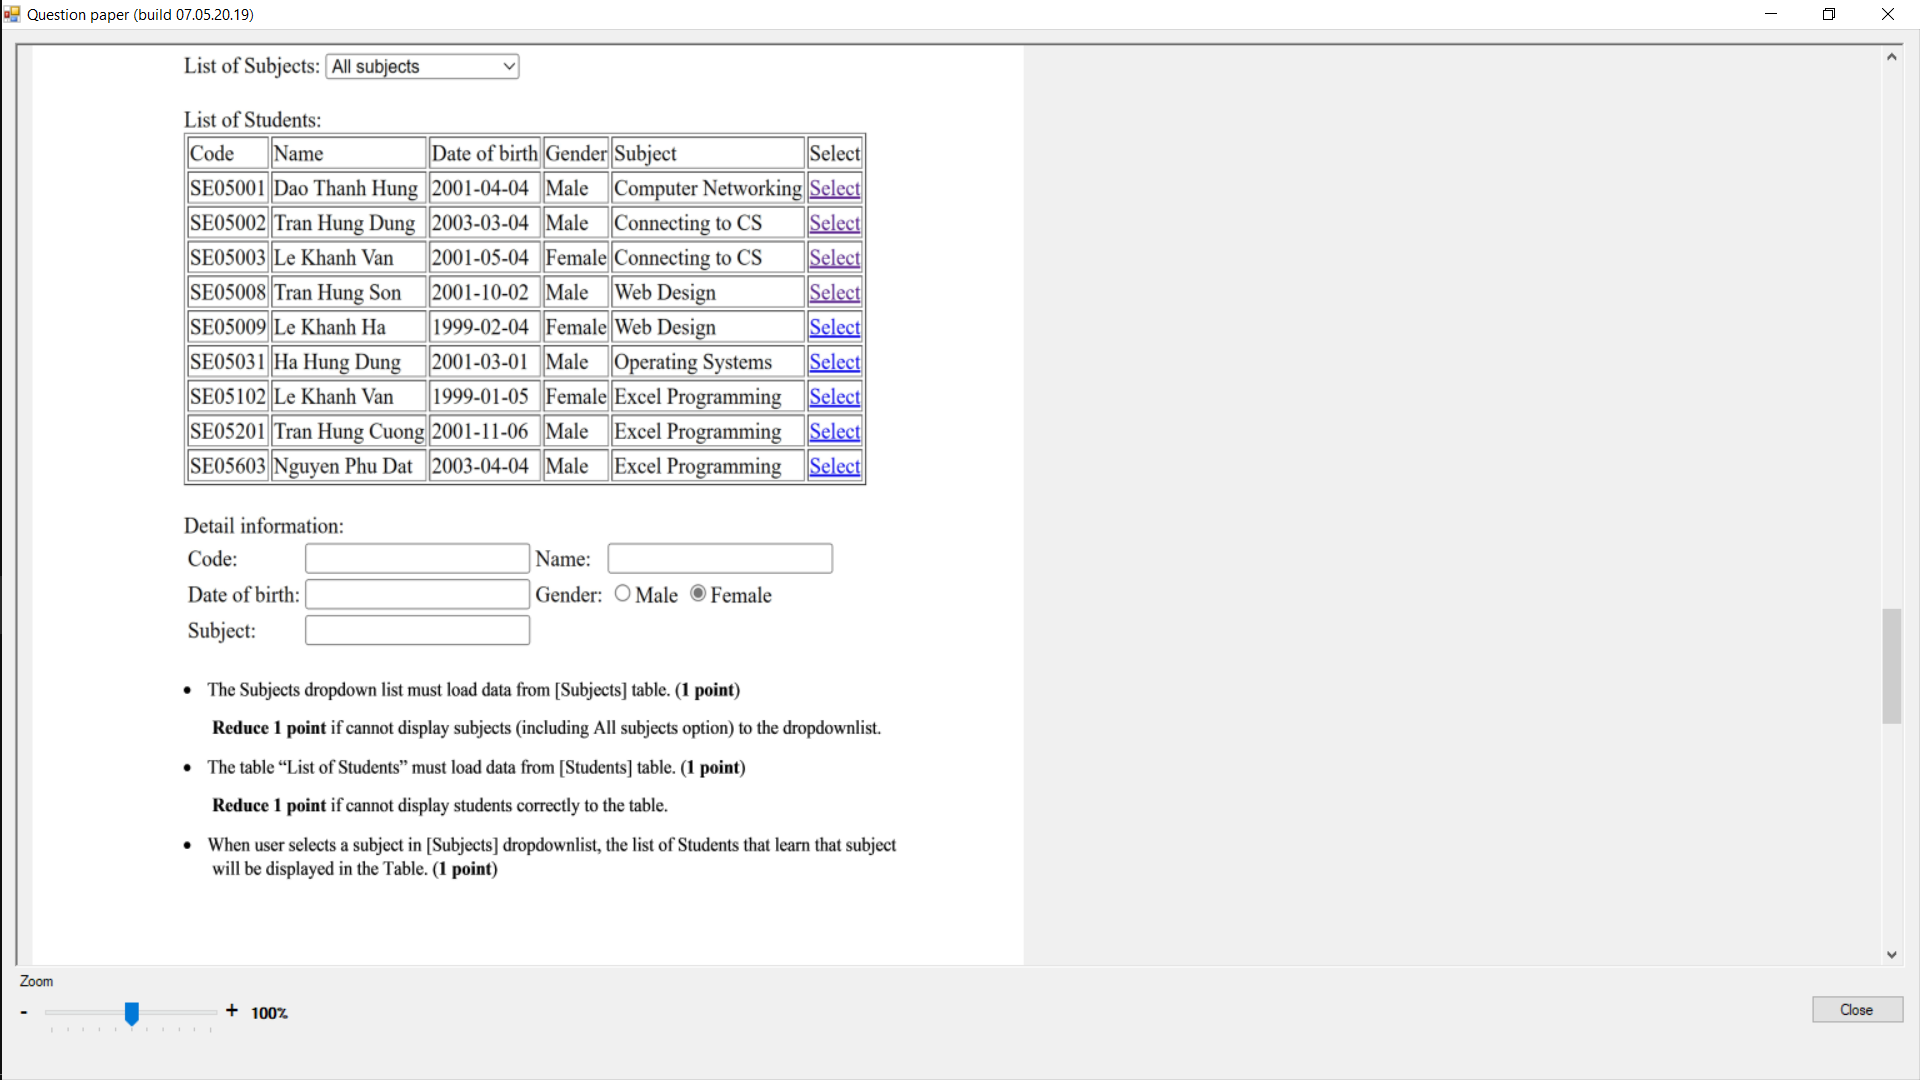 Question paper (build 07.05.20.19)
List of Subjects: All subjects
List of Students:
Code Name Date of birth Gender Subject Select
SE05001 Dao Thanh Hung 2001-04-04 Male Computer Networking Select
SE05002 Tran Hung Dung 2003-03-04 Male Connecting to CS Select
SE05003 Le Khanh Van 2001-05-04 Female Connecting to CS Select
SE05008 Tran Hung Son 2001-10-02 Male Web Design Select
SE05009 Le Khanh Ha 1999-02-04 Female Web Design Select
SE05031 Ha Hung Dung 2001-03-01 Male Operating Systems Select
SE05102 Le Khanh Van 1999-01-05 Female Excel Programming Select
SE05201 Tran Hung Cuong 2001-11-06 Male Excel Programming Select
SE05603 Nguyen Phu Dat 2003-04-04 Male Excel Programming Select
Detail information:
Code: Name:
Date of birth: Gender: Male Female
Subject:
• The Subjects dropdown list must load data from [Subjects] table. (1 point)
Reduce 1 point if cannot display subjects (including All subjects option) to the dropdownlist.
• The table “List of Students” must load data from [Students] table. (1 point)
Reduce 1 point if cannot display students correctly to the table.
• When user selects a subject in [Subjects] dropdownlist, the list of Students that learn that subject
will be displayed in the Table. (1 point)
Zoom
- + 100%
Close